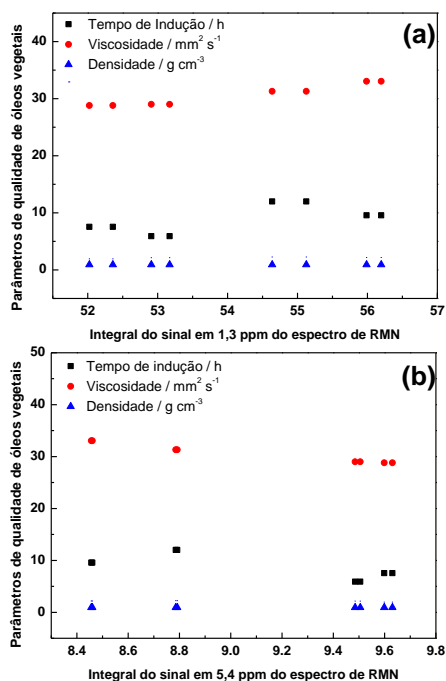 (a)
Tempo de Indução / h
Viscosidade / mm² s⁻¹
Densidade / g cm⁻³
Parâmetros de qualidade de óleos vegetais
40
30
20
10
0
52 53 54 55 56 57
Integral do sinal em 1,3 ppm do espectro de RMN
(b)
Tempo de indução / h
Viscosidade / mm² s⁻¹
Densidade / g cm⁻³
Parâmetros de qualidade de óleos vegetais
50
40
30
20
10
0
8.4 8.6 8.8 9.0 9.2 9.4 9.6 9.8
Integral do sinal em 5,4 ppm do espectro de RMN